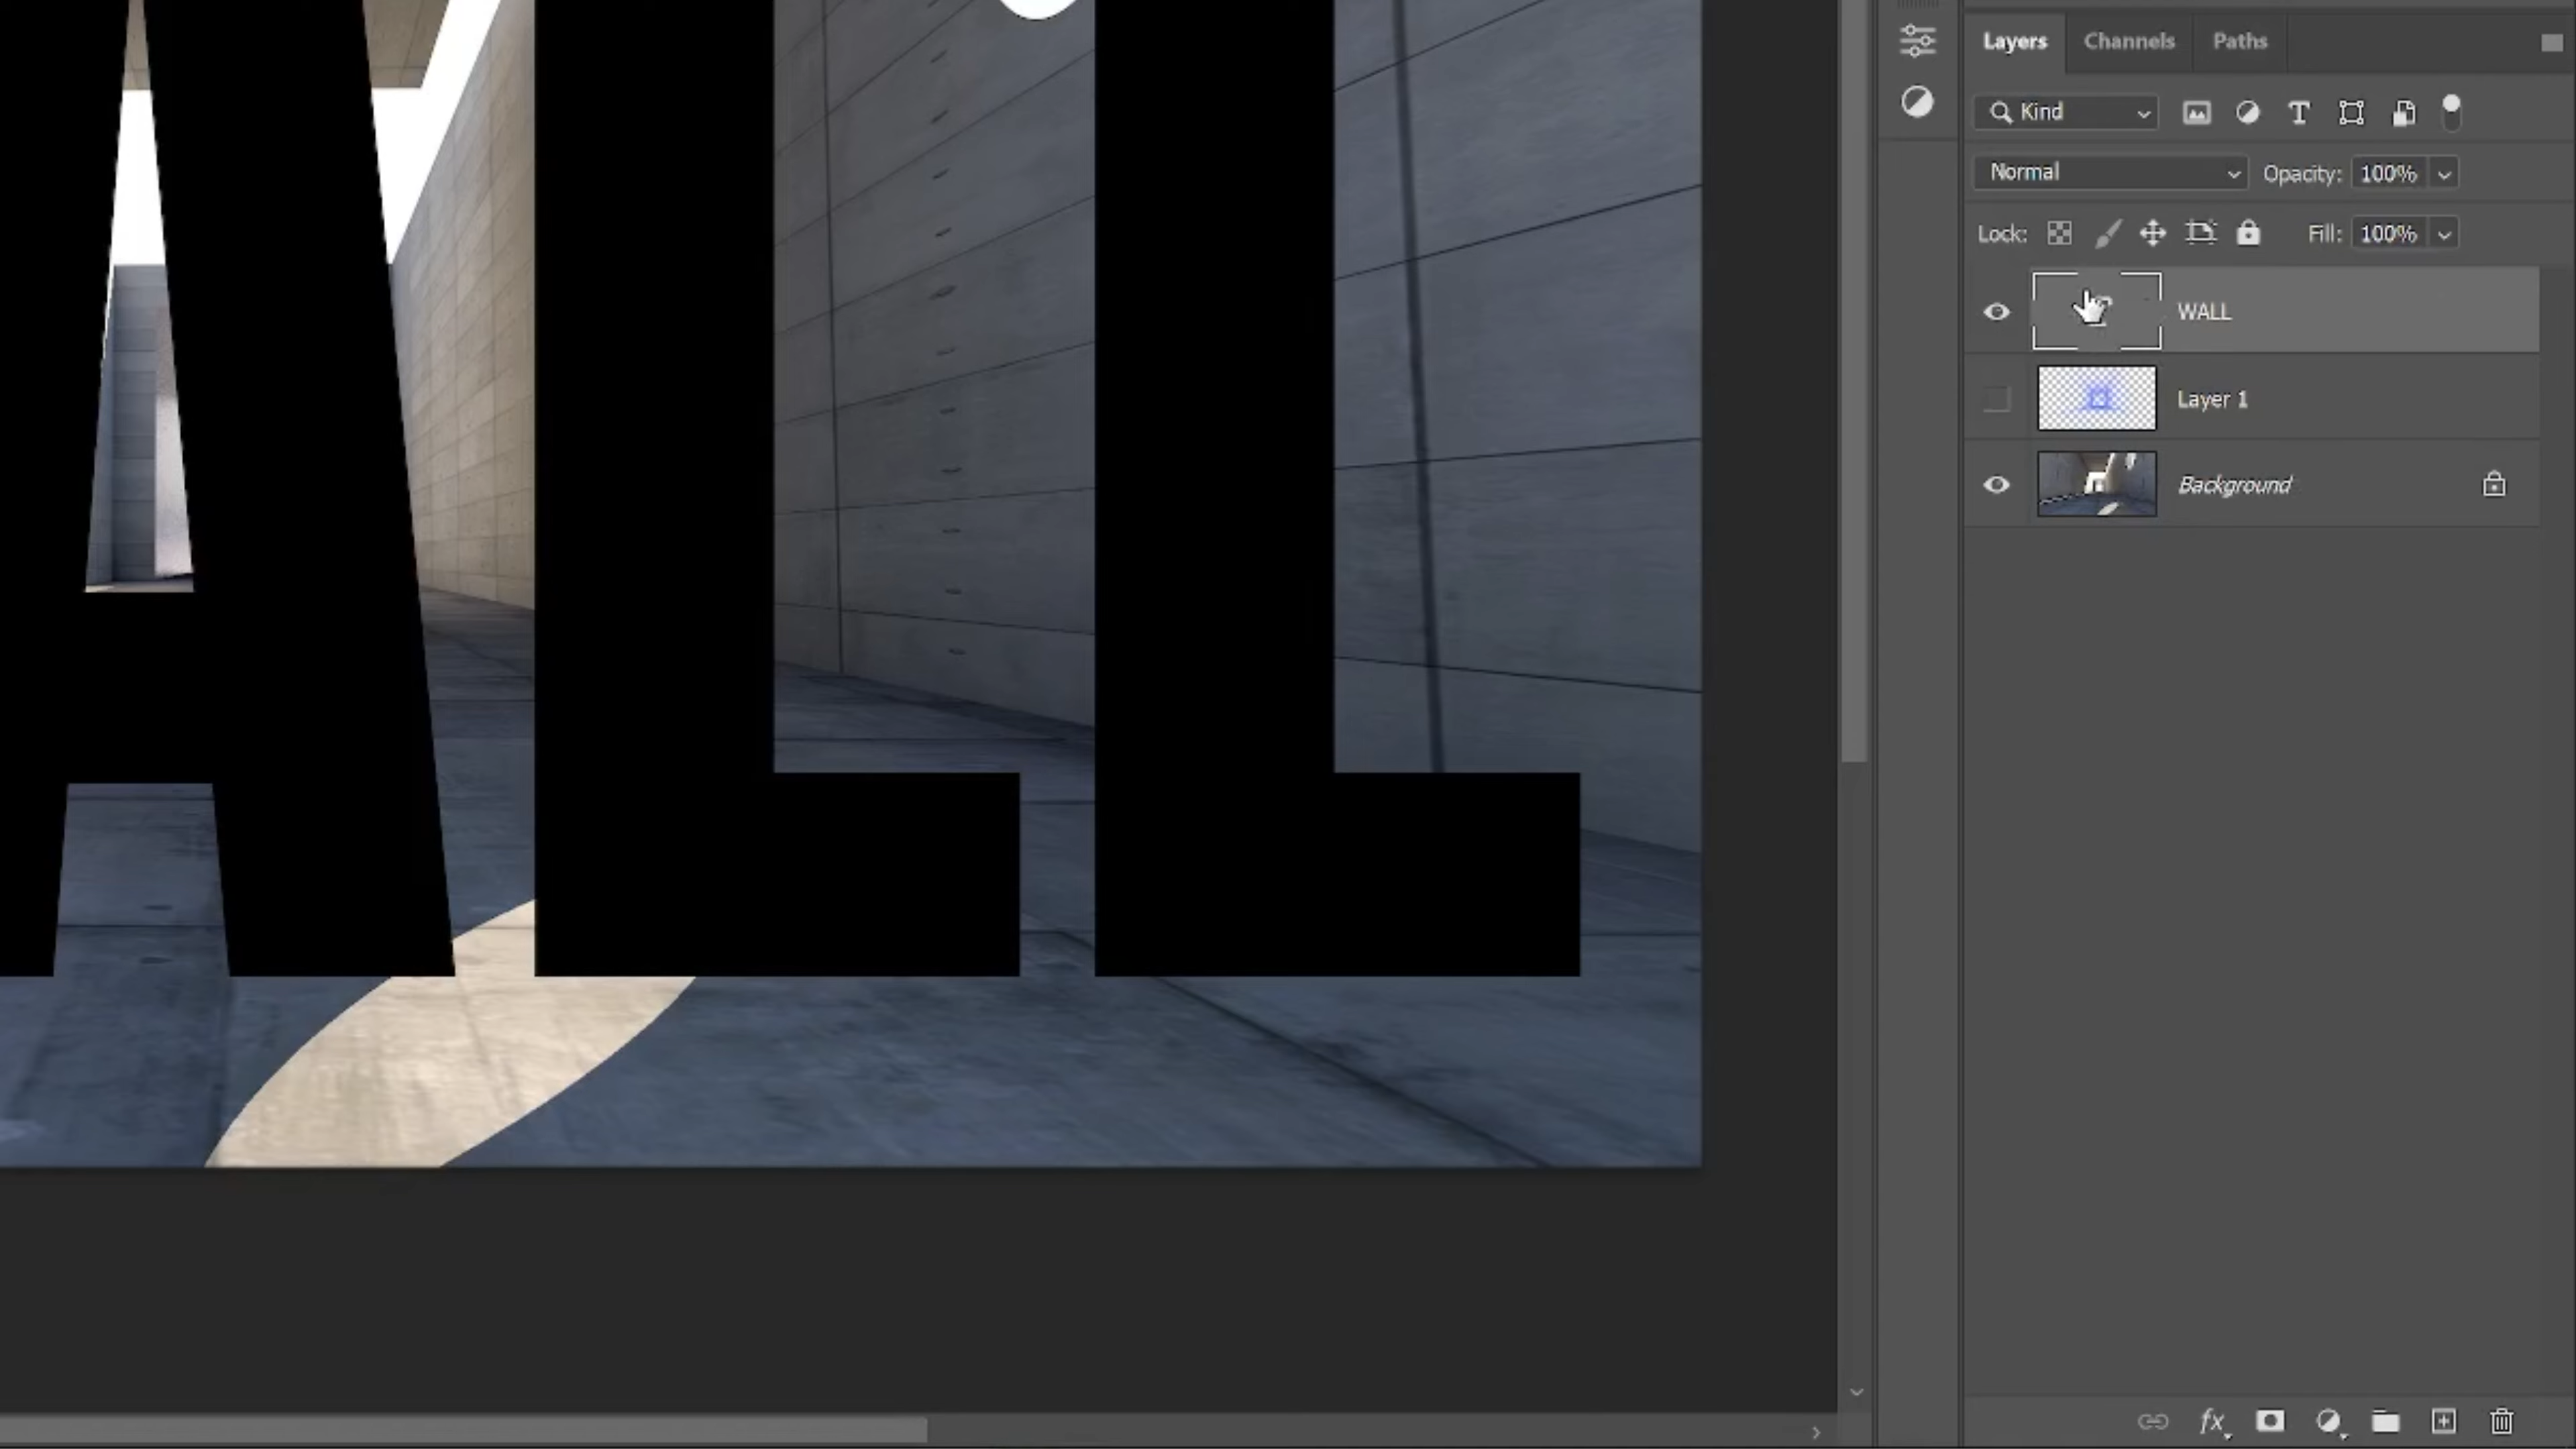 ALL
Layers Channels Paths
Kind
Normal Opacity: 100%
Lock: Fill: 100%
WALL
Layer 1
Background
fx